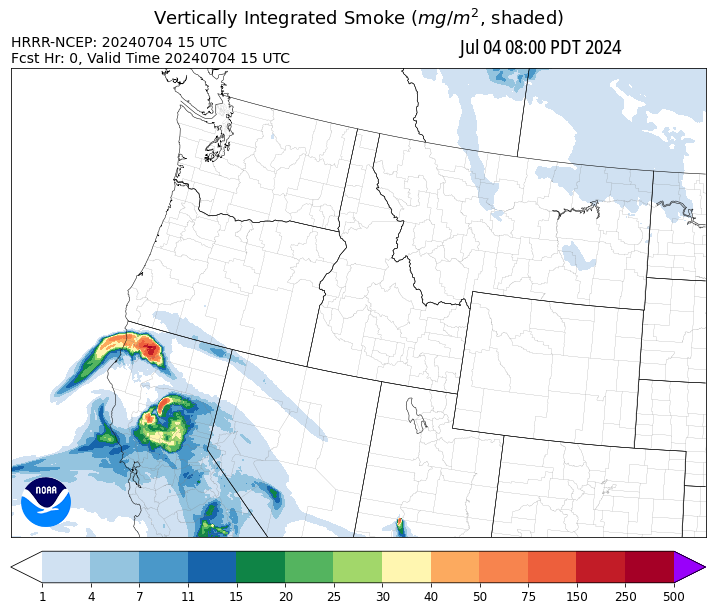 Vertically Integrated Smoke (mg/m², shaded)
HRRR-NCEP: 20240704 15 UTC
Fcst Hr: 0, Valid Time 20240704 15 UTC
Jul 04 08:00 PDT 2024
NOAA
1 4 7 11 15 20 25 30 40 50 75 150 250 500